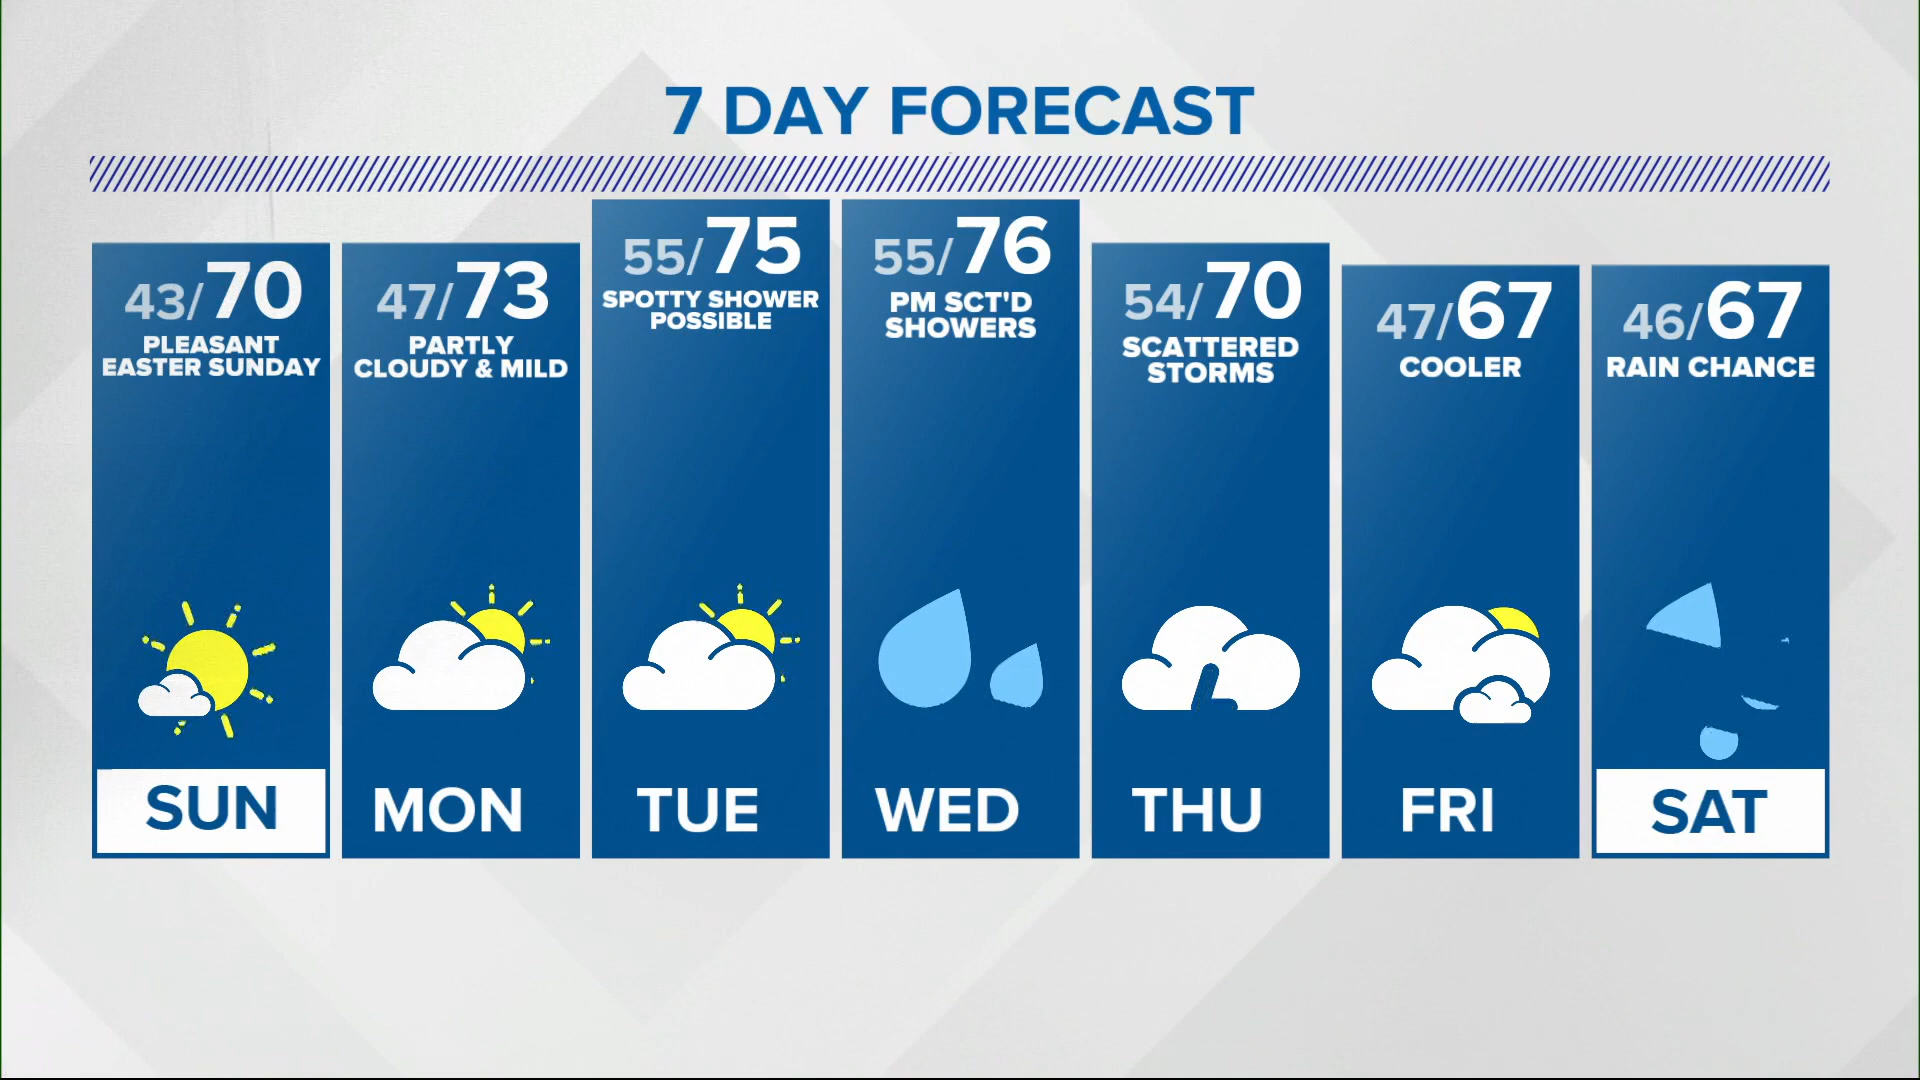 7 DAY FORECAST
43/70
PLEASANT
EASTER SUNDAY
SUN
47/73
PARTLY
CLOUDY & MILD
MON
55/75
SPOTTY SHOWER
POSSIBLE
TUE
55/76
PM SCT'D
SHOWERS
WED
54/70
SCATTERED
STORMS
THU
47/67
COOLER
FRI
46/67
RAIN CHANCE
SAT